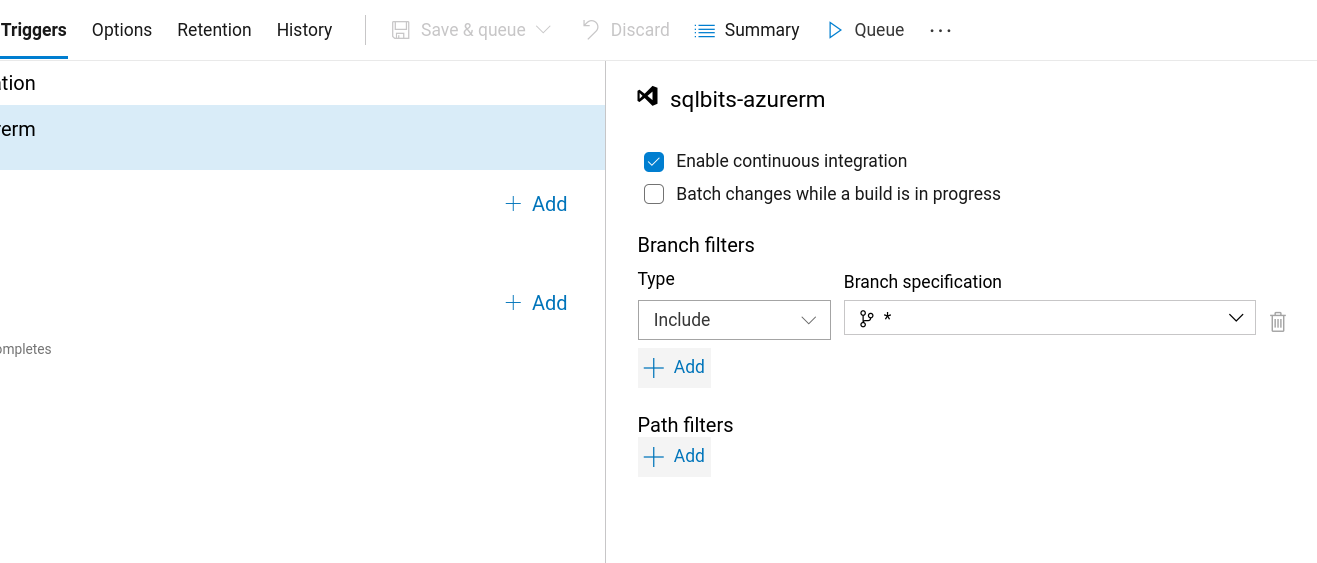 Triggers Options Retention History Save & queue Discard Summary Queue ...
tion
erm
+ Add
+ Add
ompletes
sqlbits-azurerm
Enable continuous integration
Batch changes while a build is in progress
Branch filters
Type Branch specification
Include *
+ Add
Path filters
+ Add